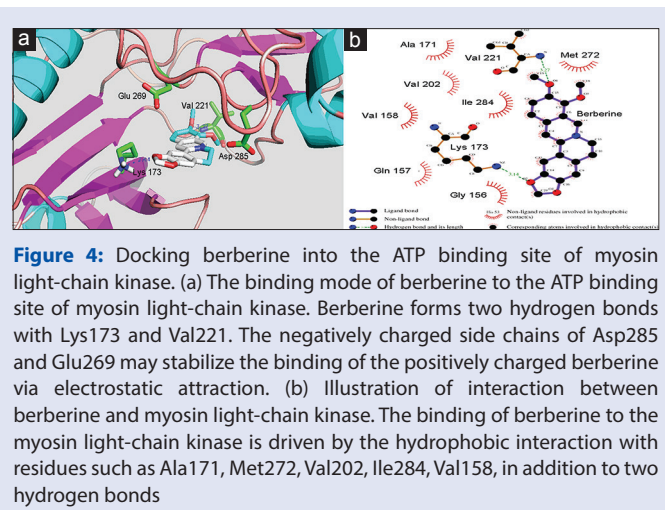 a
Glu 269
Val 221
Lys 173
Asp 285
b
Ala 171
Val 221
Met 272
Val 202
Ile 284
Berberine
Val 158
Lys 173
Gln 157
Gly 156
Ligand bond
Non-ligand bond
Hydrogen bond and its length
Non-ligand residues involved in hydrophobic
contact(s)
Corresponding atoms involved in hydrophobic contact(s)
Figure 4: Docking berberine into the ATP binding site of myosin
light-chain kinase. (a) The binding mode of berberine to the ATP binding
site of myosin light-chain kinase. Berberine forms two hydrogen bonds
with Lys173 and Val221. The negatively charged side chains of Asp285
and Glu269 may stabilize the binding of the positively charged berberine
via electrostatic attraction. (b) Illustration of interaction between
berberine and myosin light-chain kinase. The binding of berberine to the
myosin light-chain kinase is driven by the hydrophobic interaction with
residues such as Ala171, Met272, Val202, Ile284, Val158, in addition to two
hydrogen bonds